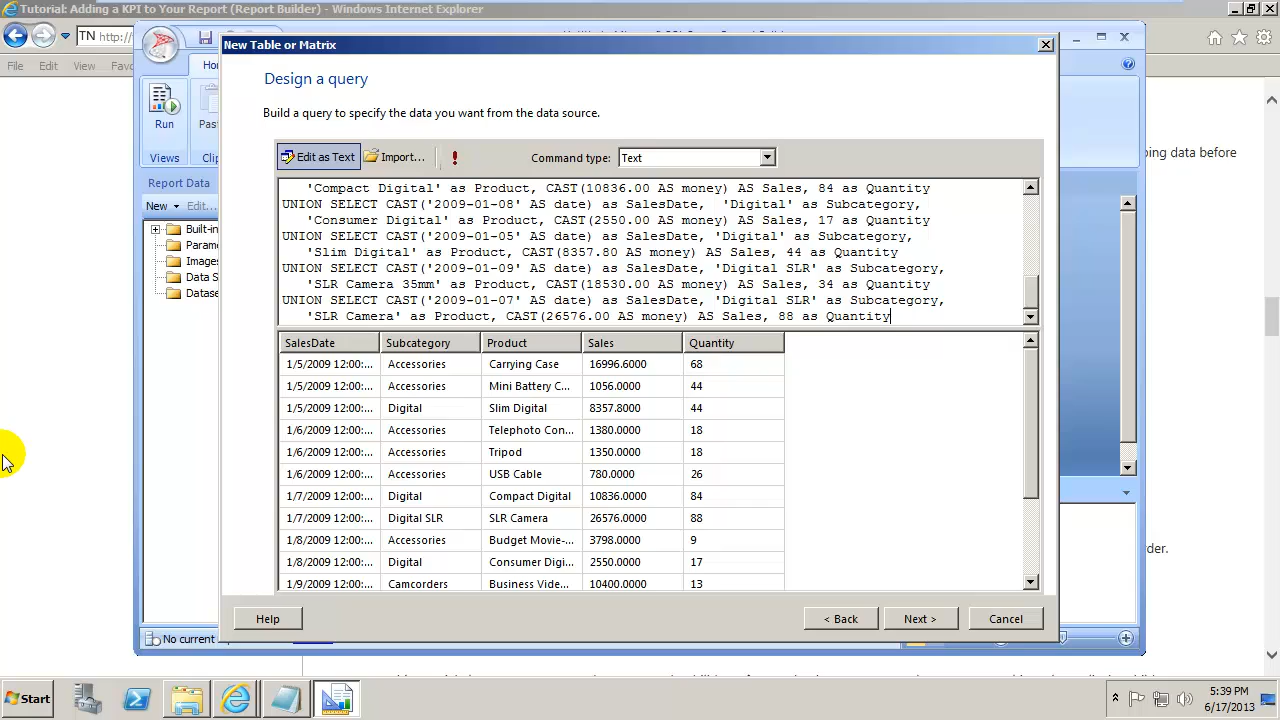 Tutorial: Adding a KPI to Your Report (Report Builder) - Windows Internet Explorer
TN http://
File Edit View Favo
New Table or Matrix
Run
Views
Report Data
New Edit...
Design a query
Build a query to specify the data you want from the data source.
ping data before
Edit as Text Import... Command type: Text
'Compact Digital' as Product, CAST(10836.00 AS money) AS Sales, 84 as Quantity
UNION SELECT CAST('2009-01-08' AS date) as SalesDate, 'Digital' as Subcategory,
'Consumer Digital' as Product, CAST(2550.00 AS money) AS Sales, 17 as Quantity
UNION SELECT CAST('2009-01-05' AS date) as SalesDate, 'Digital' as Subcategory,
'Slim Digital' as Product, CAST(8357.80 AS money) AS Sales, 44 as Quantity
UNION SELECT CAST('2009-01-09' AS date) as SalesDate, 'Digital SLR' as Subcategory,
'SLR Camera 35mm' as Product, CAST(18530.00 AS money) AS Sales, 34 as Quantity
UNION SELECT CAST('2009-01-07' AS date) as SalesDate, 'Digital SLR' as Subcategory,
'SLR Camera' as Product, CAST(26576.00 AS money) AS Sales, 88 as Quantity
Built-in
Param
Images
Data S
Datase
SalesDate Subcategory Product Sales Quantity
1/5/2009 12:00:... Accessories Carrying Case 16996.6000 68
1/5/2009 12:00:... Accessories Mini Battery C... 1056.0000 44
1/5/2009 12:00:... Digital Slim Digital 8357.8000 44
1/6/2009 12:00:... Accessories Telephoto Con... 1380.0000 18
1/6/2009 12:00:... Accessories Tripod 1350.0000 18
1/6/2009 12:00:... Accessories USB Cable 780.0000 26
1/7/2009 12:00:... Digital Compact Digital 10836.0000 84
1/7/2009 12:00:... Digital SLR SLR Camera 26576.0000 88
1/8/2009 12:00:... Accessories Budget Movie-... 3798.0000 9
1/8/2009 12:00:... Digital Consumer Digi... 2550.0000 17
1/9/2009 12:00:... Camcorders Business Vide... 10400.0000 13
rder.
Help < Back Next > Cancel
No current
Start
5:39 PM
6/17/2013